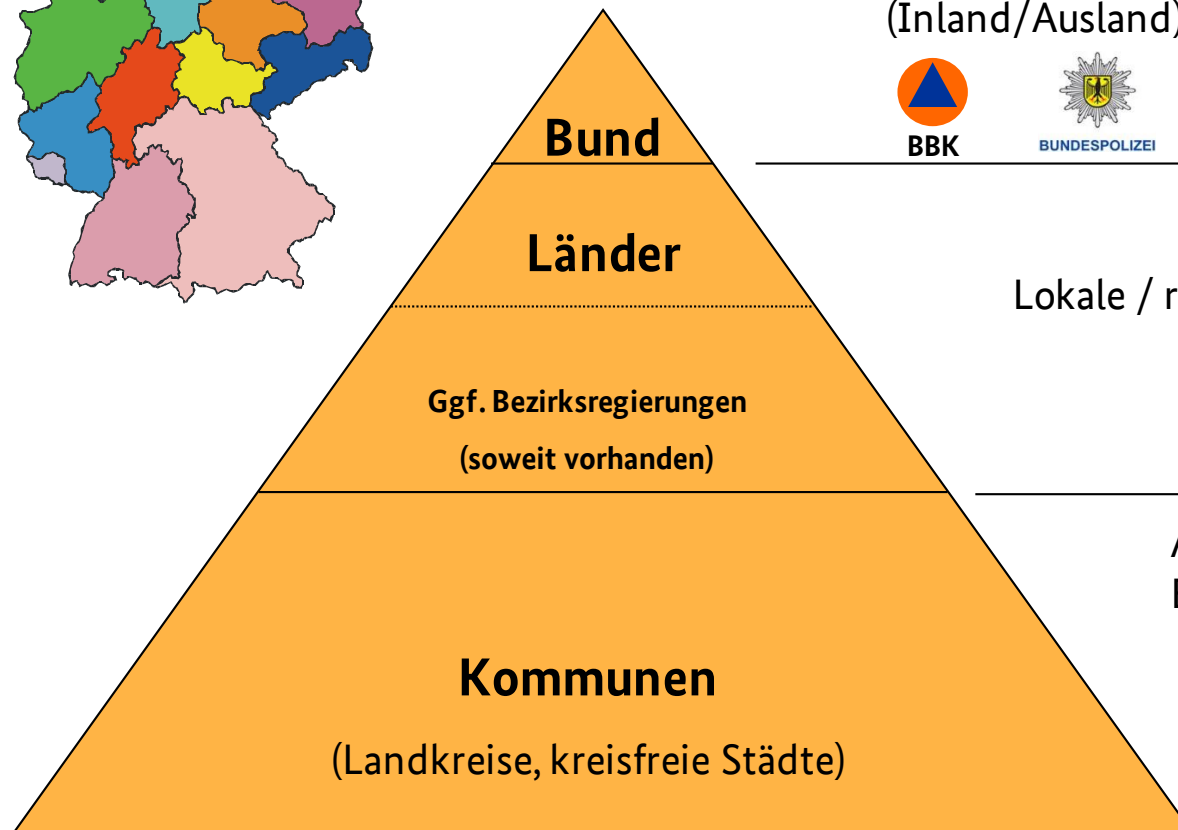 (Inland/Ausland)
BBK
BUNDESPOLIZEI
Bund
Länder
Lokale /
Ggf. Bezirksregierungen
(soweit vorhanden)
Kommunen
(Landkreise, kreisfreie Städte)